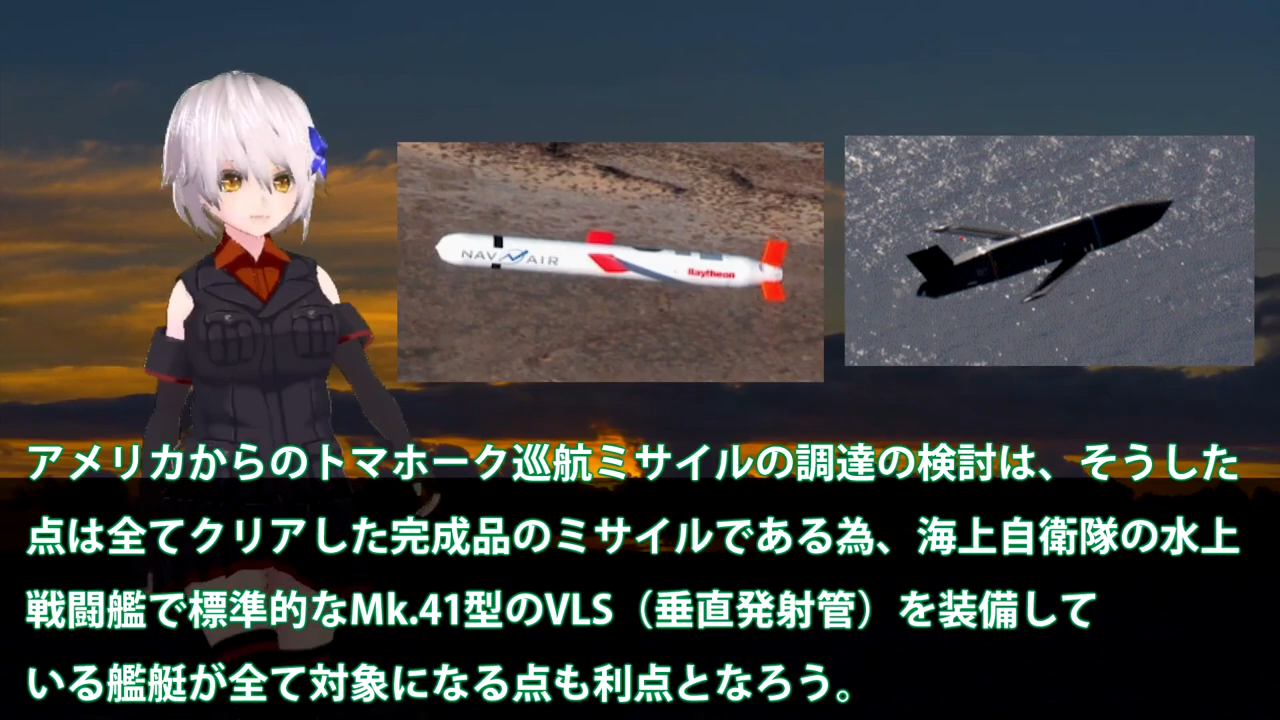 NAVAIR
Raytheon
アメリカからのトマホーク巡航ミサイルの調達の検討は、そうした
点は全てクリアした完成品のミサイルである為、海上自衛隊の水上
戦闘艦で標準的なMk.41型のVLS（垂直発射管）を装備して
いる艦艇が全て対象になる点も利点となろう。